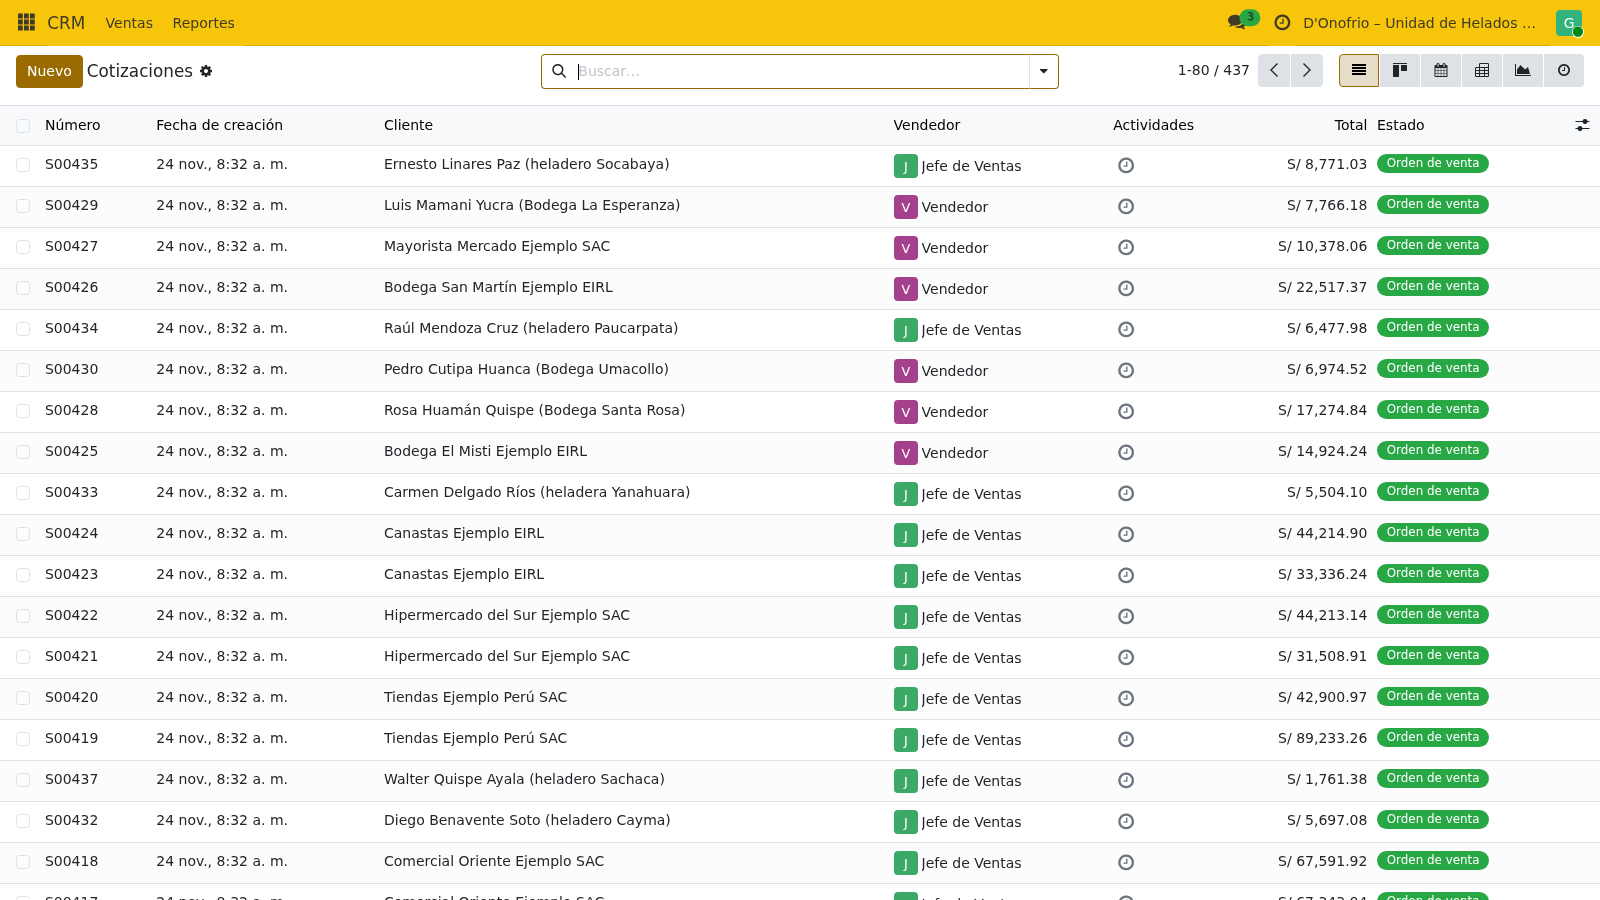 CRM Ventas Reportes 3 D'Onofrio – Unidad de Helados ... G
Nuevo Cotizaciones Buscar... 1-80 / 437
Número Fecha de creación Cliente Vendedor Actividades Total Estado
S00435 24 nov., 8:32 a. m. Ernesto Linares Paz (heladero Socabaya) J Jefe de Ventas S/ 8,771.03 Orden de venta
S00429 24 nov., 8:32 a. m. Luis Mamani Yucra (Bodega La Esperanza) V Vendedor S/ 7,766.18 Orden de venta
S00427 24 nov., 8:32 a. m. Mayorista Mercado Ejemplo SAC V Vendedor S/ 10,378.06 Orden de venta
S00426 24 nov., 8:32 a. m. Bodega San Martín Ejemplo EIRL V Vendedor S/ 22,517.37 Orden de venta
S00434 24 nov., 8:32 a. m. Raúl Mendoza Cruz (heladero Paucarpata) J Jefe de Ventas S/ 6,477.98 Orden de venta
S00430 24 nov., 8:32 a. m. Pedro Cutipa Huanca (Bodega Umacollo) V Vendedor S/ 6,974.52 Orden de venta
S00428 24 nov., 8:32 a. m. Rosa Huamán Quispe (Bodega Santa Rosa) V Vendedor S/ 17,274.84 Orden de venta
S00425 24 nov., 8:32 a. m. Bodega El Misti Ejemplo EIRL V Vendedor S/ 14,924.24 Orden de venta
S00433 24 nov., 8:32 a. m. Carmen Delgado Ríos (heladera Yanahuara) J Jefe de Ventas S/ 5,504.10 Orden de venta
S00424 24 nov., 8:32 a. m. Canastas Ejemplo EIRL J Jefe de Ventas S/ 44,214.90 Orden de venta
S00423 24 nov., 8:32 a. m. Canastas Ejemplo EIRL J Jefe de Ventas S/ 33,336.24 Orden de venta
S00422 24 nov., 8:32 a. m. Hipermercado del Sur Ejemplo SAC J Jefe de Ventas S/ 44,213.14 Orden de venta
S00421 24 nov., 8:32 a. m. Hipermercado del Sur Ejemplo SAC J Jefe de Ventas S/ 31,508.91 Orden de venta
S00420 24 nov., 8:32 a. m. Tiendas Ejemplo Perú SAC J Jefe de Ventas S/ 42,900.97 Orden de venta
S00419 24 nov., 8:32 a. m. Tiendas Ejemplo Perú SAC J Jefe de Ventas S/ 89,233.26 Orden de venta
S00437 24 nov., 8:32 a. m. Walter Quispe Ayala (heladero Sachaca) J Jefe de Ventas S/ 1,761.38 Orden de venta
S00432 24 nov., 8:32 a. m. Diego Benavente Soto (heladero Cayma) J Jefe de Ventas S/ 5,697.08 Orden de venta
S00418 24 nov., 8:32 a. m. Comercial Oriente Ejemplo SAC J Jefe de Ventas S/ 67,591.92 Orden de venta